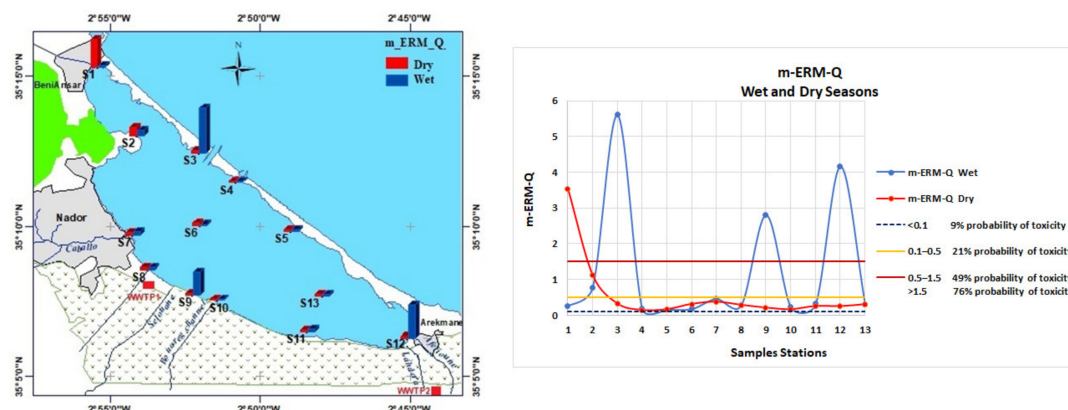 2°55'0"W 2°50'0"W 2°45'0"W
N
m_ERM_Q
Dry
Wet
35°15'0"N
35°15'0"N
S1
BeniAnsar
S2
S3
S4
Nador
35°10'0"N
35°10'0"N
S7
S6
S5
Caballo
S8
WWTP1
S9
S10
S13
Selouane
Bouareg channel
S11
S12
Arekmane
35°5'0"N
35°5'0"N
WWTP2
2°55'0"W 2°50'0"W 2°45'0"W
m-ERM-Q
Wet and Dry Seasons
m-ERM-Q
6
5
4
3
2
1
0
1 2 3 4 5 6 7 8 9 10 11 12 13
Samples Stations
m-ERM-Q Wet
m-ERM-Q Dry
<0.1 9% probability of toxicity
0.1–0.5 21% probability of toxicity
0.5–1.5 49% probability of toxicity
>1.5 76% probability of toxicity